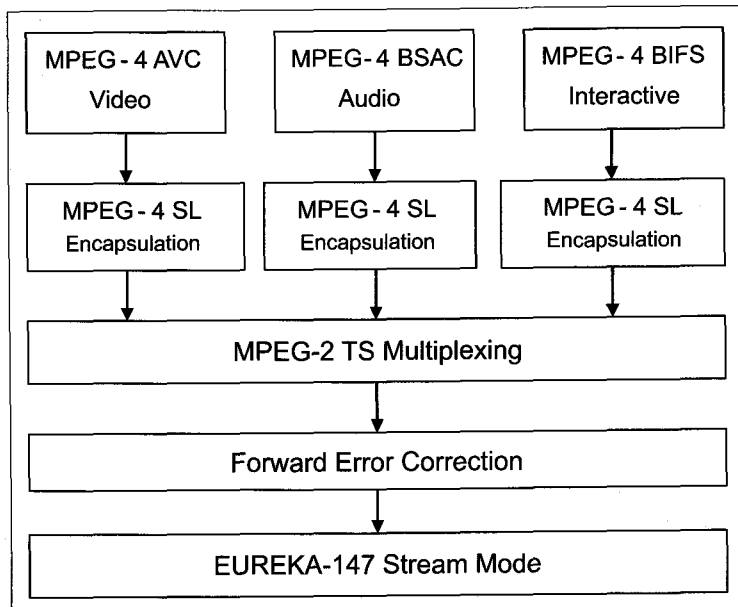 MPEG-4 AVC
Video
MPEG-4 BSAC
Audio
MPEG-4 BIFS
Interactive
MPEG-4 SL
Encapsulation
MPEG-4 SL
Encapsulation
MPEG-4 SL
Encapsulation
MPEG-2 TS Multiplexing
Forward Error Correction
EUREKA-147 Stream Mode